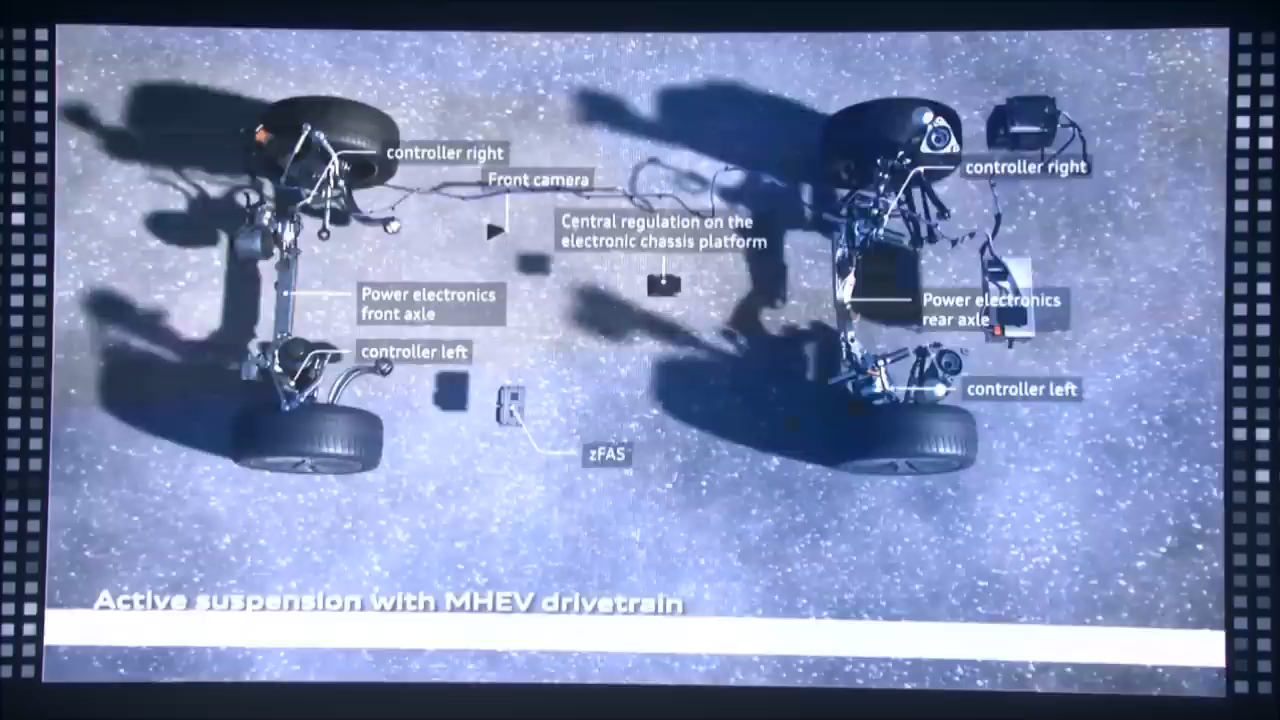 controller right
Front camera
controller right
Central regulation on the
electronic chassis platform
Power electronics
front axle
Power electronics
rear axle
controller left
controller left
zFAS
Active suspension with MHEV drivetrain